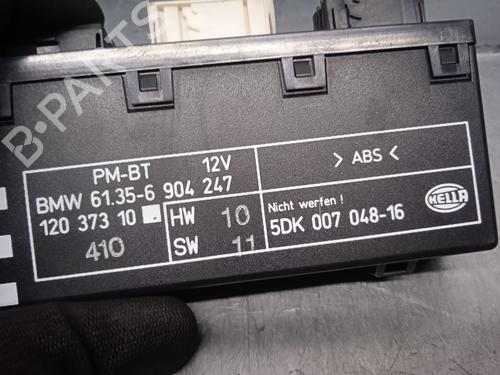 PM-BT 12V
BMW 61.35-6 904 247
120 373 10
410
HW 10
SW 11
> ABS <
Nicht werfen !
5DK 007 048-16
HELLA
B-PARTS